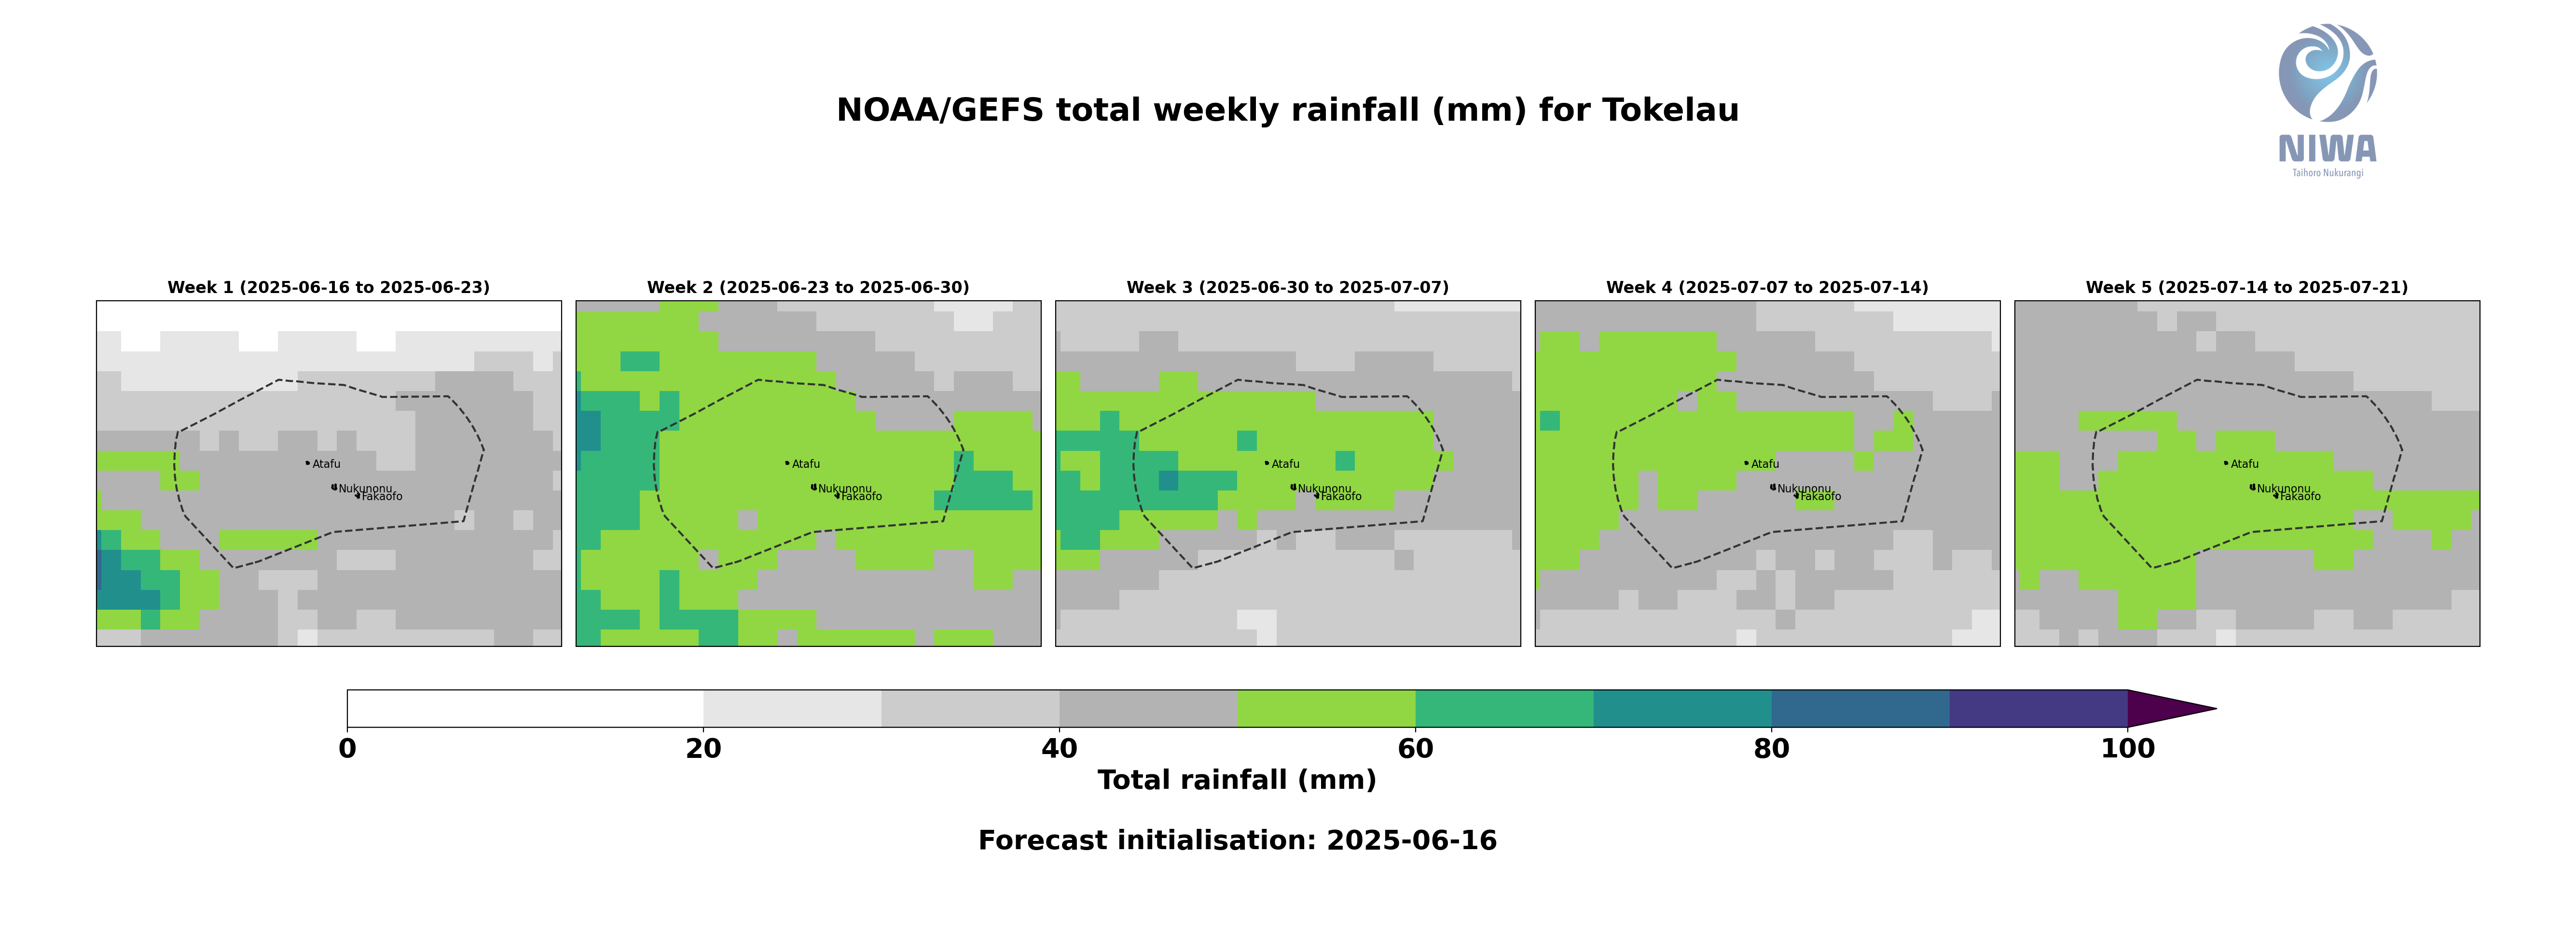 NOAA/GEFS total weekly rainfall (mm) for Tokelau
NIWA
Taihoro Nukurangi
Week 1 (2025-06-16 to 2025-06-23)
Week 2 (2025-06-23 to 2025-06-30)
Week 3 (2025-06-30 to 2025-07-07)
Week 4 (2025-07-07 to 2025-07-14)
Week 5 (2025-07-14 to 2025-07-21)
Atafu
Nukunonu
Fakaofo
Atafu
Nukunonu
Fakaofo
Atafu
Nukunonu
Fakaofo
Atafu
Nukunonu
Fakaofo
Atafu
Nukunonu
Fakaofo
0 20 40 60 80 100
Total rainfall (mm)
Forecast initialisation: 2025-06-16